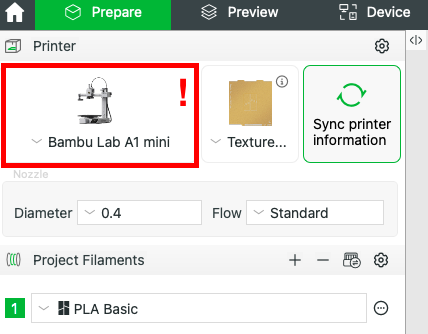 Prepare Preview Device
Printer
!
Bambu Lab A1 mini Texture... Sync printer
information
Nozzle
Diameter 0.4 Flow Standard
Project Filaments
1 PLA Basic